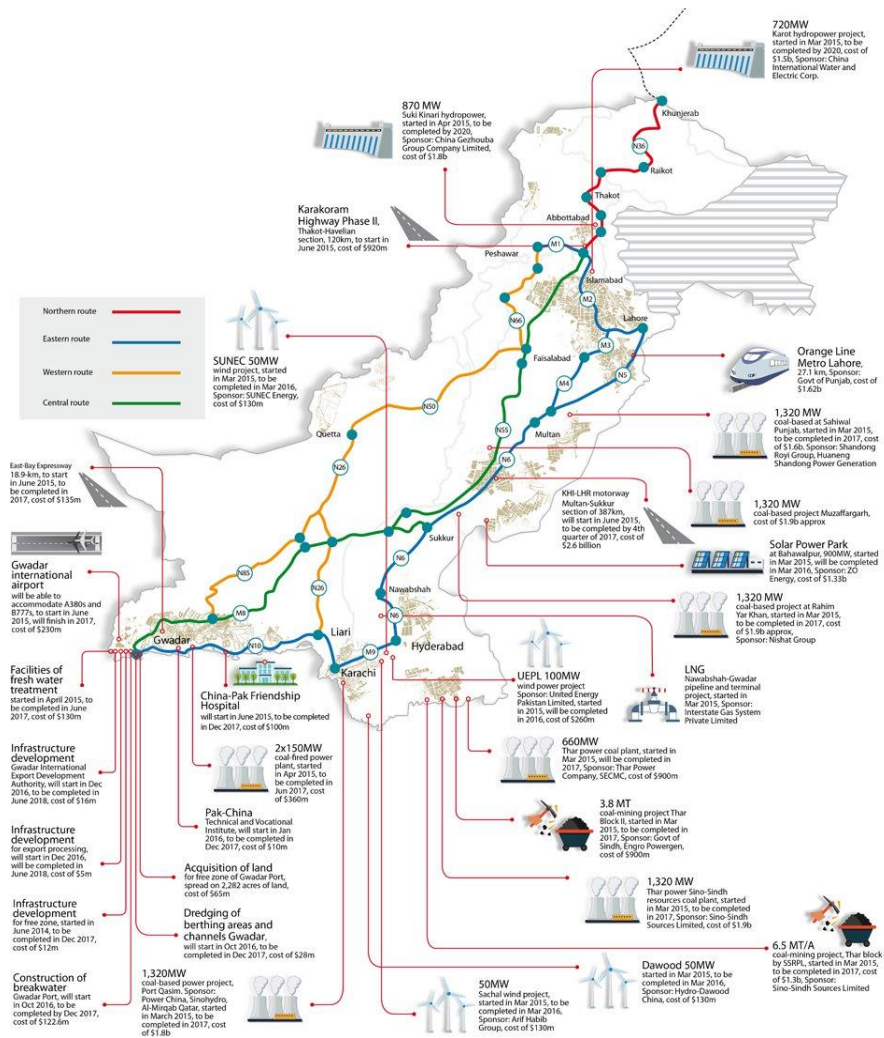 720MW
Karot hydropower project,
started in Mar 2015, to be
completed by 2020, cost of
$1.5b, Sponsor: China
International Water and
Electric Corp.
870 MW
Suki Kinari hydropower,
started in Apr 2015, to be
completed by 2020,
Sponsor: China Gezhouba
Group Company Limited,
cost of $1.8b
Karakoram
Highway Phase II,
Thakot-Havelian
section, 120km, to start in
June 2015, cost of $920m
Khunjerab
N36
Raikot
Thakot
Abbottabad
M1
Peshawar
Islamabad
M2
Lahore
N66
M3
Faisalabad
N5
M4
N50
Multan
N55
Quetta
N6
N26
Sukkur
N6
N85
N26
Nawabshah
M8
N6
Gwadar
N10
Liari
Hyderabad
M9
Karachi
Northern route
Eastern route
Western route
Central route
SUNEC 50MW
wind project, started
in Mar 2015, to be
completed in Mar 2016,
Sponsor: SUNEC Energy,
cost of $130m
Orange Line
Metro Lahore,
27.1 km, Sponsor:
Govt of Punjab, cost of
$1.62b
1,320 MW
coal-based at Sahiwal
Punjab, started in Mar 2015,
to be completed in 2017, cost
of $1.6b. Sponsor: Shandong
Royi Group, Huaneng
Shandong Power Generation
1,320 MW
coal-based project Muzaffargarh,
cost of $1.9b approx
KHI-LHR motorway
Multan-Sukkur
section of 387km,
will start in June 2015,
to be completed by 4th
quarter of 2017, cost of
$2.6 billion
Solar Power Park
at Bahawalpur, 900MW, started
in Mar 2015, will be completed
in Mar 2016, Sponsor: ZO
Energy, cost of $1.33b
1,320 MW
coal-based project at Rahim
Yar Khan, started in Mar 2015,
to be completed in 2017, cost
of $1.9b approx,
Sponsor: Nishat Group
LNG
Nawabshah-Gwadar
pipeline and terminal
project, started in
Mar 2015, Sponsor:
Interstate Gas System
Private Limited
UEPL 100MW
wind power project
Sponsor: United Energy
Pakistan Limited, started
in 2015, will be completed
in 2016, cost of $260m
660MW
Thar power coal plant, started in
Mar 2015, will be completed in
2017, Sponsor: Thar Power
Company, SECMC, cost of $900m
3.8 MT
coal-mining project Thar
Block II, started in Mar
2015, to be completed in
2017, Sponsor: Govt of
Sindh, Engro Powergen,
cost of $900m
1,320 MW
Thar power Sino-Sindh
resources coal plant, started
in Mar 2015, to be completed
in 2017, Sponsor: Sino-Sindh
Sources Limited, cost of $1.9b
6.5 MT/A
coal-mining project, Thar block
by SSRPL, started in Mar 2015,
to be completed in 2017, cost of
$1.3b, Sponsor:
Sino-Sindh Sources Limited
Dawood 50MW
started in Mar 2015, to be
completed in Mar 2016
Sponsor: Hydro-Dawood
China, cost of $130m
50MW
Sachal wind project,
started in Mar 2015, to be
completed in Mar 2016
Sponsor: Arif Habib
Group, cost of $130m
East-Bay Expressway
18.9-km, to start
in June 2015, to
be completed in
2017, cost of $135m
Gwadar
international
airport
will be able to
accommodate A380s and
B777s, to start in June
2015, will finish in 2017,
cost of $230m
Facilities of
fresh water
treatment
started in April 2015, to
be completed in June
2017, cost of $130m
China-Pak Friendship
Hospital
will start in June 2015, to be completed
in Dec 2017, cost of
$100m
Infrastructure
development
Gwadar International
Export Development
Authority, will start in Dec
2016, to be completed in
June 2018, cost of $16m
2x150MW
coal-fired power
plant, started in
Apr 2015, to be
completed in
Jun 2017, cost
of $360m
Pak-China
Technical and Vocational
Institute, will start in Jan
2016, to be completed in
Dec 2017, cost of $10m
Infrastructure
development
for export processing,
will start in Dec 2016,
will be completed in
June 2018, cost of $5m
Acquisition of land
for free zone of Gwadar Port,
spread on 2,282 acres of land,
cost of $65m
Infrastructure
development
for free zone, started in
June 2014, to be
completed in Dec 2017,
cost of $12m
Dredging of
berthing areas and
channels Gwadar,
will start in Oct 2016, to be
completed in Dec 2017, cost of $28m
Construction of
breakwater
Gwadar Port, will start
in Oct 2016, to be
completed by Dec 2017,
cost of $122.6m
1,320MW
coal-based power project,
Port Qasim. Sponsor:
Power China, Sinohydro,
Al-Mirqab Qatar, started
in March 2015, to be
completed in 2017, cost of
$1.8b